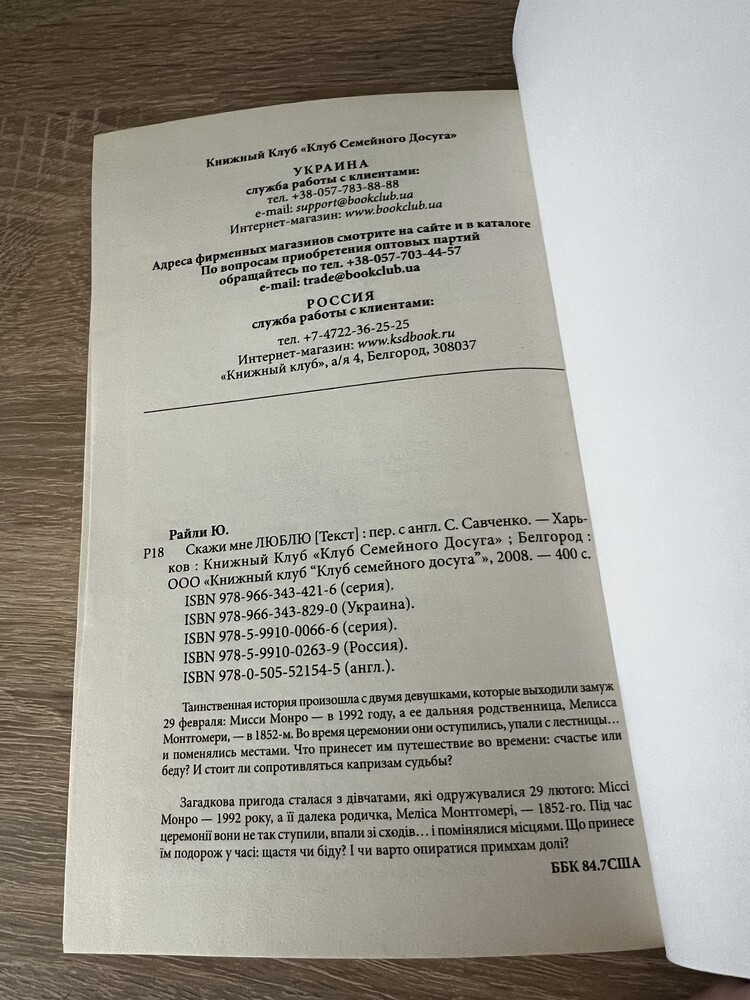 Книжный Клуб «Клуб Семейного Досуга»
УКРАИНА
служба работы с клиентами:
тел. +38-057-783-88-88
e-mail: support@bookclub.ua
Интернет-магазин: www.bookclub.ua
Адреса фирменных магазинов смотрите на сайте и в каталоге
По вопросам приобретения оптовых партий
обращайтесь по тел. +38-057-703-44-57
e-mail: trade@bookclub.ua
РОССИЯ
служба работы с клиентами:
тел. +7-4722-36-25-25
Интернет-магазин: www.ksdbook.ru
«Книжный клуб», а/я 4, Белгород, 308037
Райли Ю.
Р18 Скажи мне ЛЮБЛЮ [Текст] : пер. с англ. С. Савченко. — Харь-
ков : Книжный Клуб «Клуб Семейного Досуга» ; Белгород :
ООО «Книжный клуб “Клуб семейного досуга”», 2008. — 400 с.
ISBN 978-966-343-421-6 (серия).
ISBN 978-966-343-829-0 (Украина).
ISBN 978-5-9910-0066-6 (серия).
ISBN 978-5-9910-0263-9 (Россия).
ISBN 978-0-505-52154-5 (англ.).
Таинственная история произошла с двумя девушками, которые выходили замуж
29 февраля: Мисси Монро — в 1992 году, а ее дальняя родственница, Мелисса
Монтгомери, — в 1852-м. Во время церемонии они оступились, упали с лестницы…
и поменялись местами. Что принесет им путешествие во времени: счастье или
беду? И стоит ли сопротивляться капризам судьбы?
Загадкова пригода сталася з дівчатами, які одружувалися 29 лютого: Міссі
Монро — 1992 року, а її далека родичка, Меліса Монтгомері, — 1852-го. Під час
церемонії вони не так ступили, впали зі сходів… і помінялися місцями. Що принесе
їм подорож у часі: щастя чи біду? І чи варто опиратися примхам долі?
ББК 84.7США